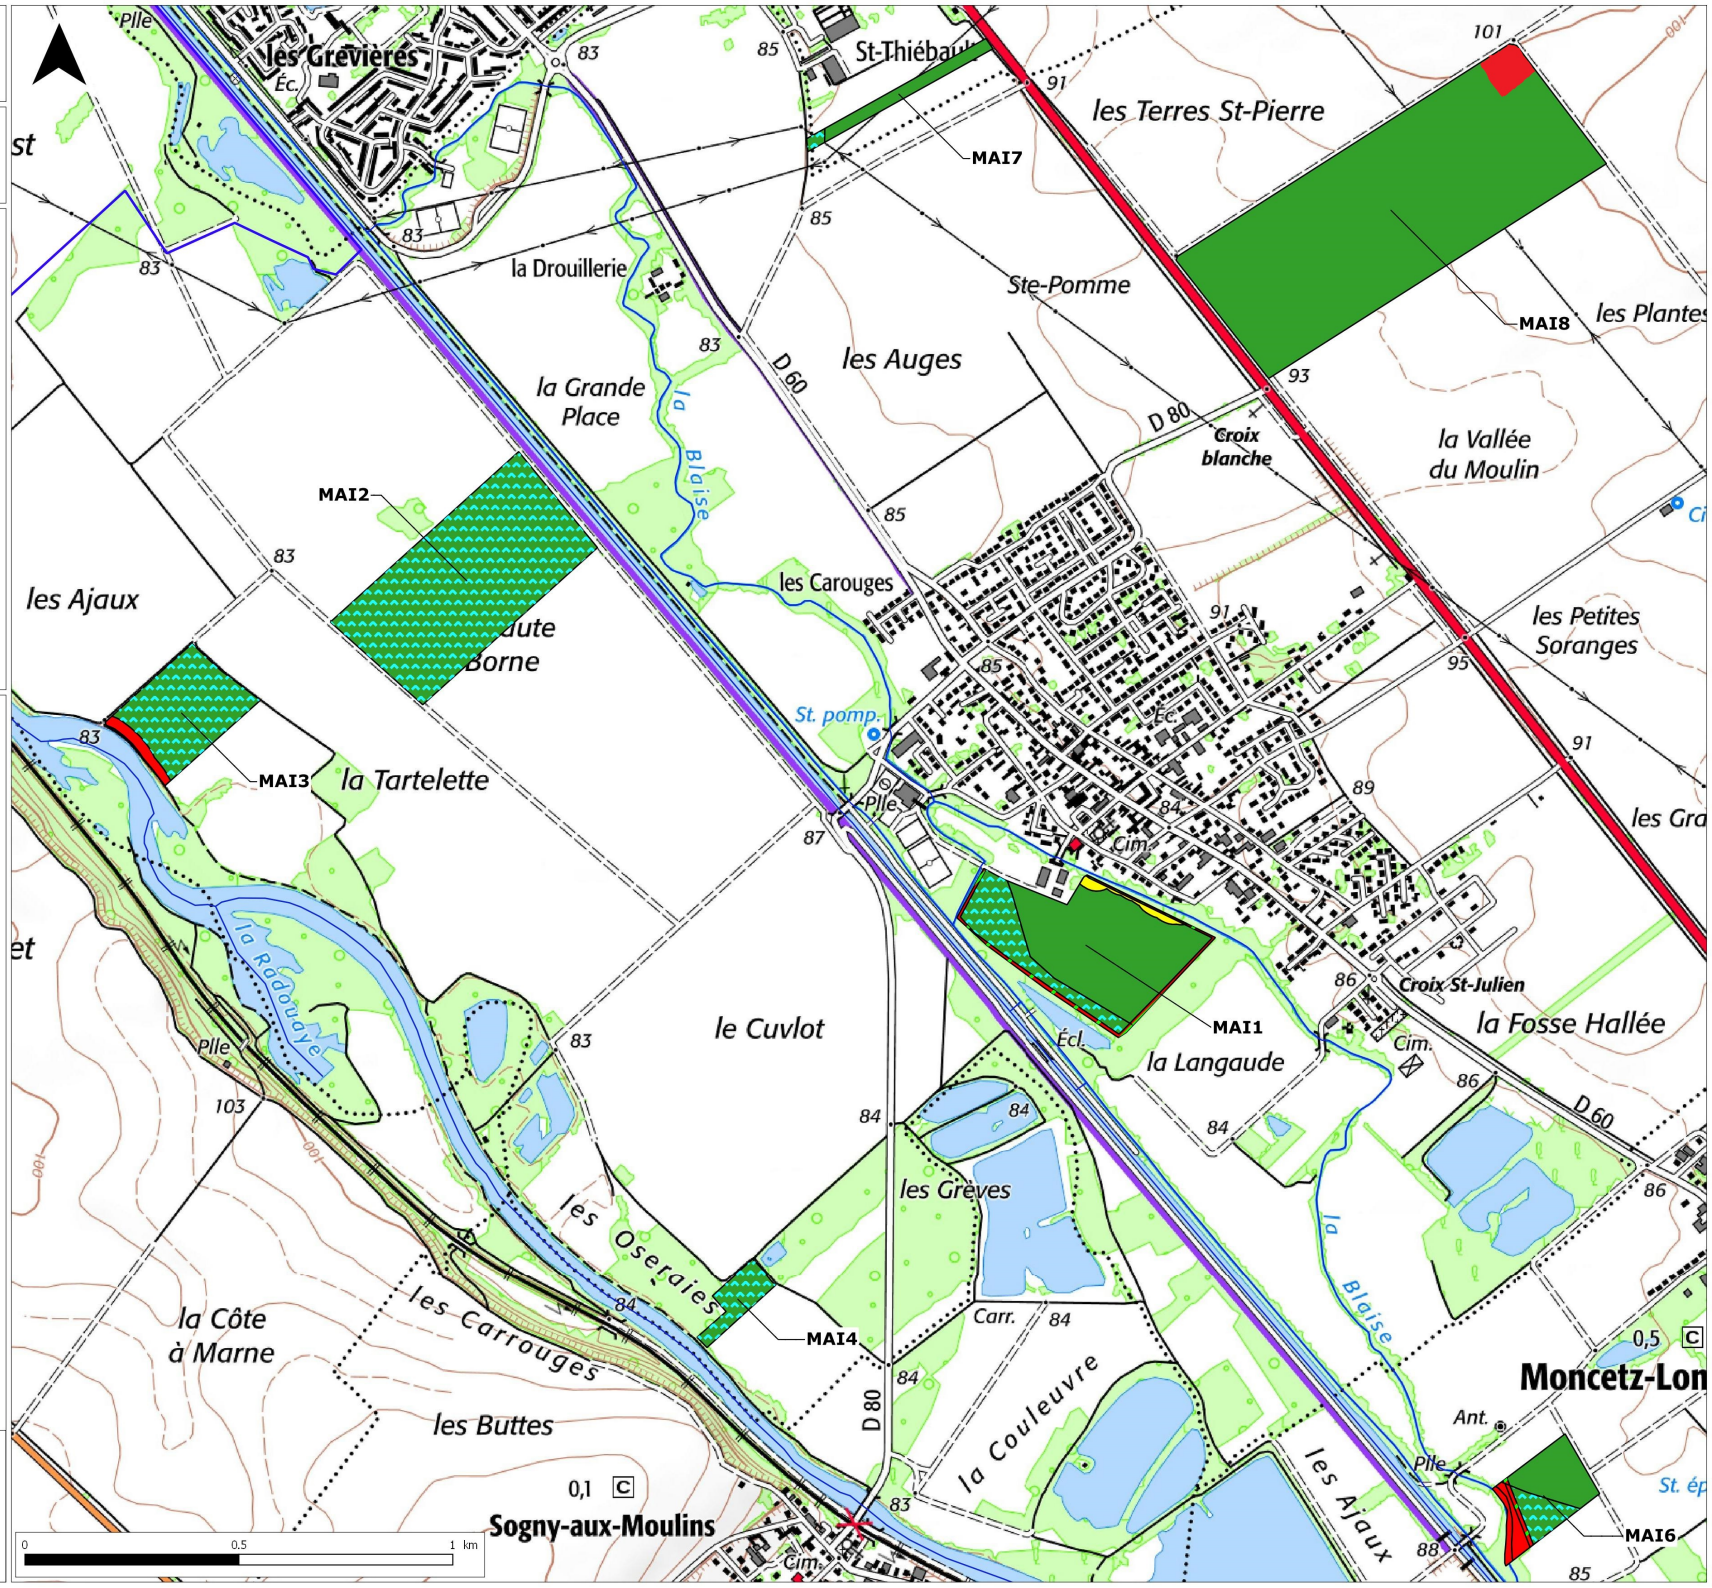 Plle
les Grévières
Éc.
83
85
St-Thiébault
91
101
100
les Terres St-Pierre
st
MAI7
85
83
83
la Drouillerie
Ste-Pomme
les Plantes
MAI8
83
les Auges
D 60
la Grande
Place
la Blaise
93
D 80
Croix
blanche
la Vallée
du Moulin
MAI2
85
Ci
83
les Ajaux
les Carouges
91
les Petites
Soranges
aute
Borne
85
95
St. pomp.
Éc.
83
91
MAI3
la Tartelette
89
Plle
84
les Gra
87
Cim.
et
la Radouaye
86
Croix St-Julien
le Cuvlot
MAI1
la Fosse Hallée
83
Écl.
Cim.
Plle
la Langaude
86
103
84
84
84
D 60
100
100
les Grèves
86
les Oseraies
la Blaise
84
les Carrouges
Carr.
84
la Côte
à Marne
MAI4
0,5 C
84
Moncetz-Lon
D 80
la Couleuvre
les Buttes
Ant.
les Ajaux
Plle
0,1 C
83
St. ép
Sogny-aux-Moulins
MAI6
0 0.5 1 km
88
Cim.
85